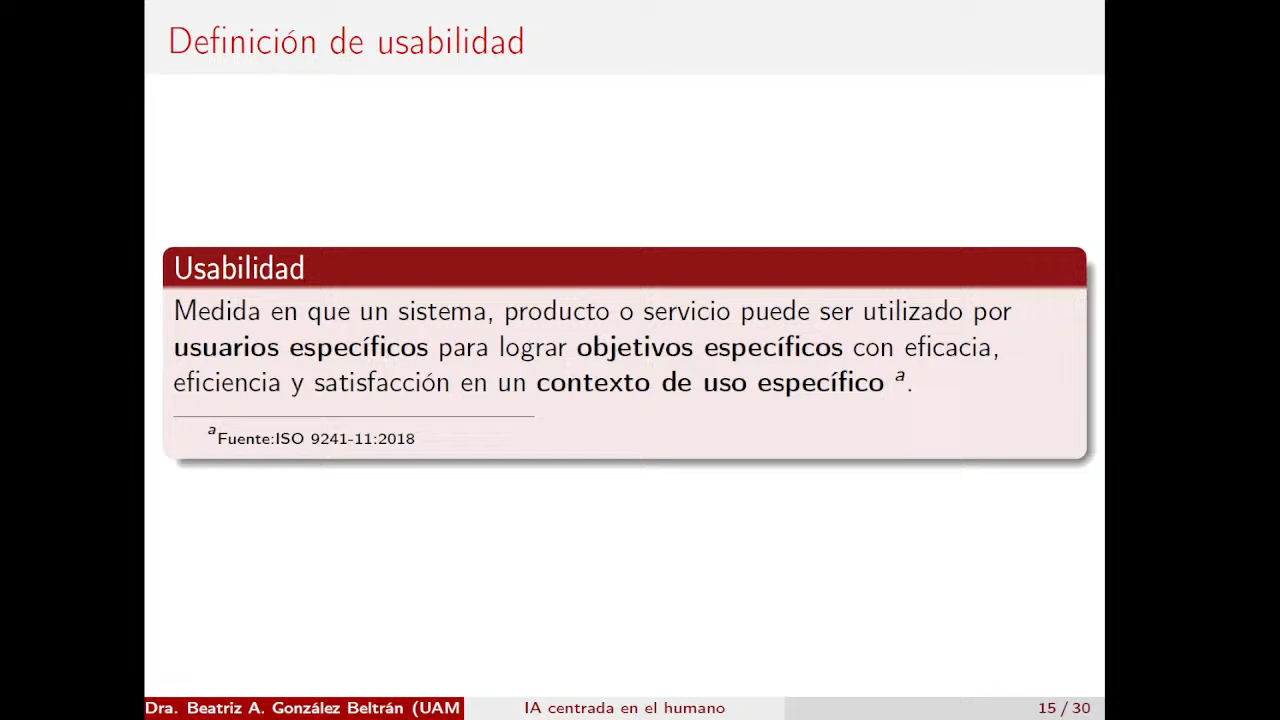 Definición de usabilidad
Usabilidad
Medida en que un sistema, producto o servicio puede ser utilizado por
usuarios específicos para lograr objetivos específicos con eficacia,
eficiencia y satisfacción en un contexto de uso específico a.
aFuente:ISO 9241-11:2018
Dra. Beatriz A. González Beltrán (UAM
IA centrada en el humano
15 / 30